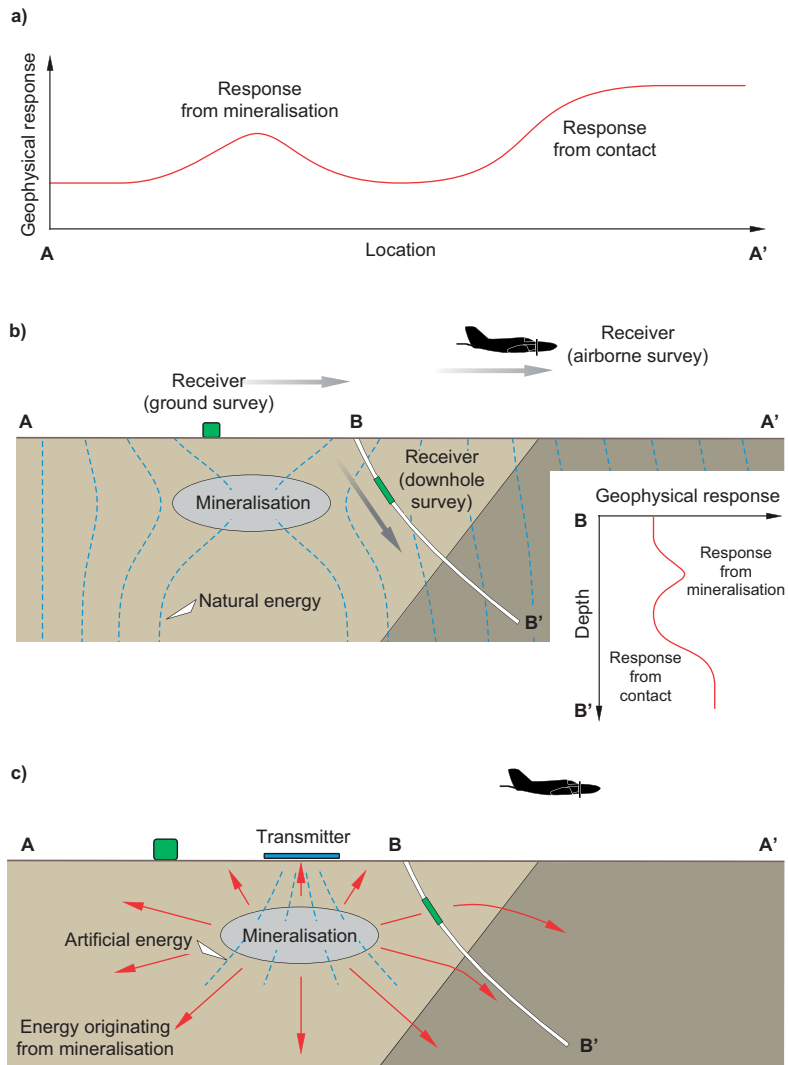 a)
Geophysical response
Response
from mineralisation
Response
from contact
A
Location
A'
b)
Receiver
(airborne survey)
Receiver
(ground survey)
A
B
A'
Receiver
(downhole
survey)
Mineralisation
Natural energy
B'
Geophysical response
B
Response
from
mineralisation
Depth
Response
from
contact
B'
c)
A
Transmitter
B
A'
Artificial energy
Mineralisation
Energy originating
from mineralisation
B'